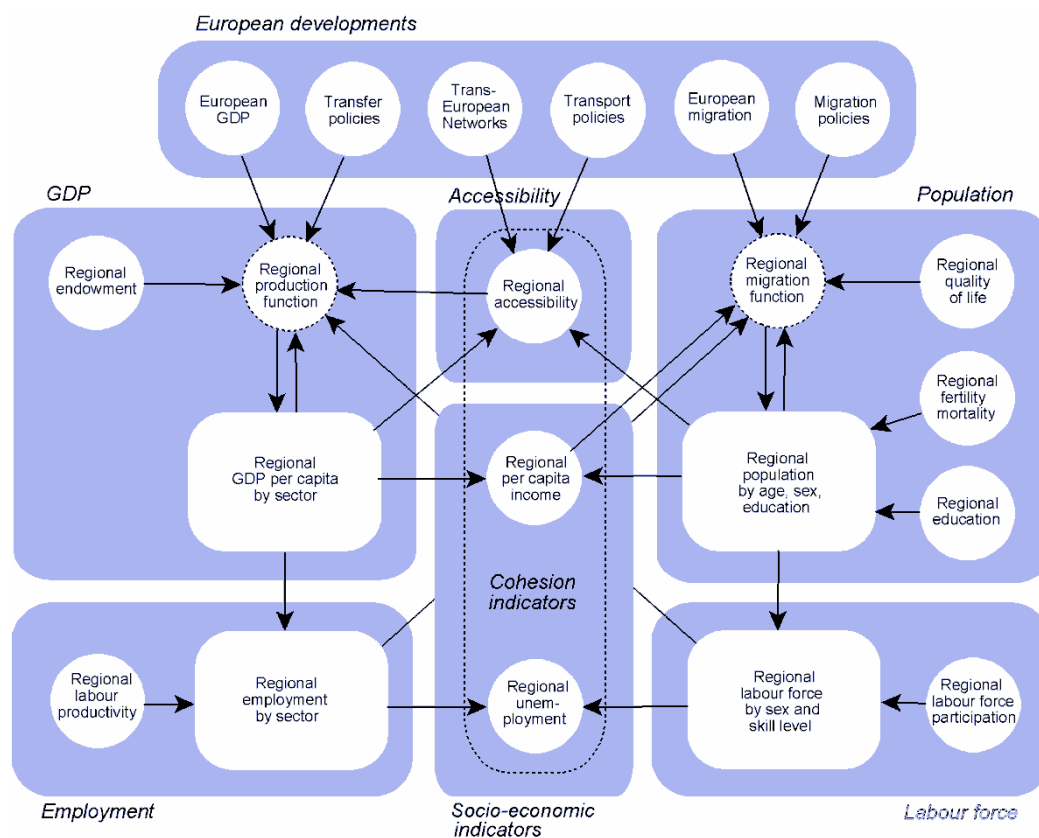 European developments
European
GDP
Transfer
policies
Trans-
European
Networks
Transport
policies
European
migration
Migration
policies
GDP
Accessibility
Population
Regional
endowment
Regional
production
function
Regional
accessibility
Regional
migration
function
Regional
quality
of life
Regional
fertility
mortality
Regional
GDP per capita
by sector
Regional
per capita
income
Regional
population
by age, sex,
education
Regional
education
Cohesion
indicators
Regional
labour
productivity
Regional
employment
by sector
Regional
unem-
ployment
Regional
labour force
by sex and
skill level
Regional
labour force
participation
Employment
Socio-economic
indicators
Labour force